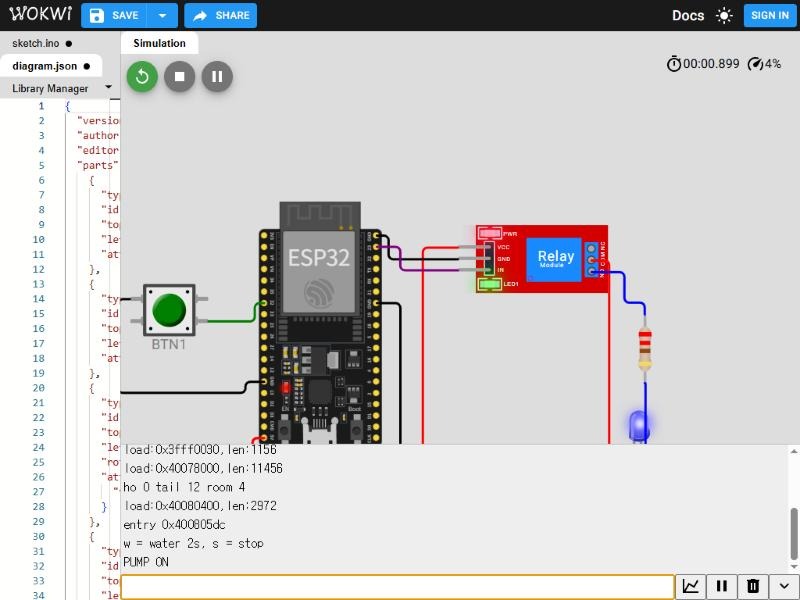 WOKWI
SAVE
SHARE
Docs
SIGN IN
sketch.ino ●
diagram.json ●
Library Manager
Simulation
00:00.899
4%
1 {
2 "versio
3 "author
4 "editor
5 "parts"
6 {
7 "ty
8 "id
9 "to
10 "le
11 "at
12 },
13 {
14 "ty
15 "id
16 "to
17 "le
18 "at
19 },
20 {
21 "ty
22 "id
23 "to
24 "le
25 "ro
26 "at
27 "
28 }
29 },
30 {
31 "ty
32 "id
33 "to
34 "le
BTN1
ESP32
EN
Boot
PWR
VCC
GND
IN
LED1
Relay
Module
load:0x3fff0030,len:1156
load:0x40078000,len:11456
ho 0 tail 12 room 4
load:0x40080400,len:2972
entry 0x400805dc
w = water 2s, s = stop
PUMP ON